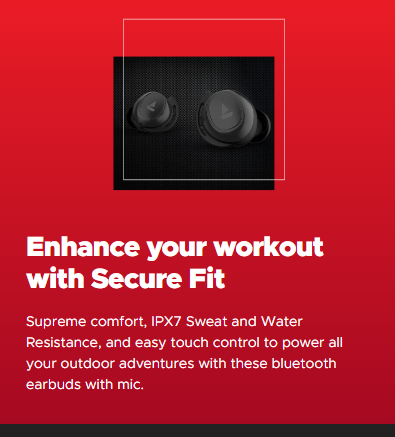 Enhance your workout
with Secure Fit
Supreme comfort, IPX7 Sweat and Water
Resistance, and easy touch control to power all
your outdoor adventures with these bluetooth
earbuds with mic.